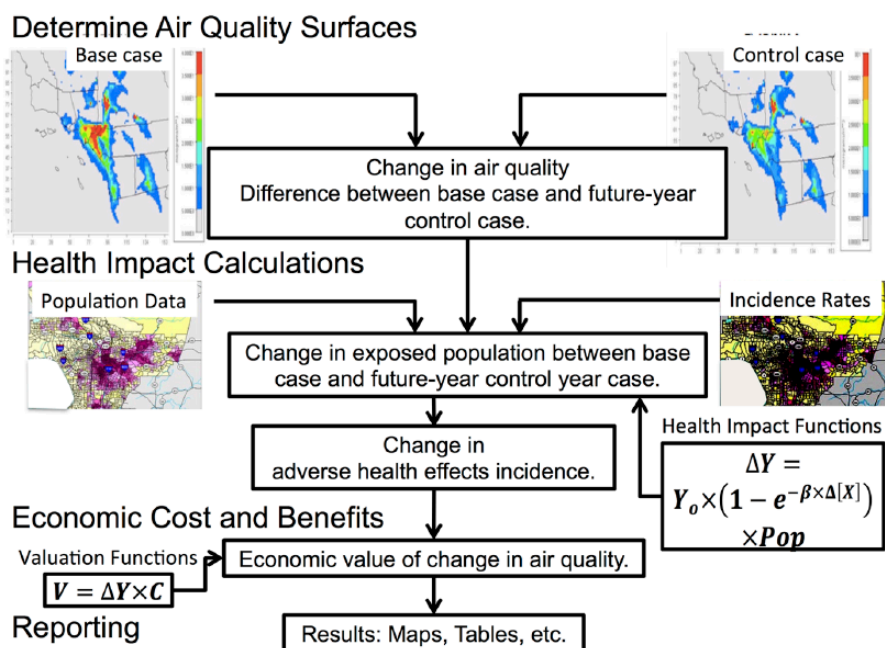 Determine Air Quality Surfaces
Base case
Control case
Change in air quality
Difference between base case and future-year
control case.
Health Impact Calculations
Population Data
Incidence Rates
Change in exposed population between base
case and future-year control year case.
Health Impact Functions
ΔY =
Yₒ×(1 − e^{−β×Δ[X]})
×Pop
Change in
adverse health effects incidence.
Economic Cost and Benefits
Valuation Functions
V = ΔY×C
Economic value of change in air quality.
Reporting
Results: Maps, Tables, etc.